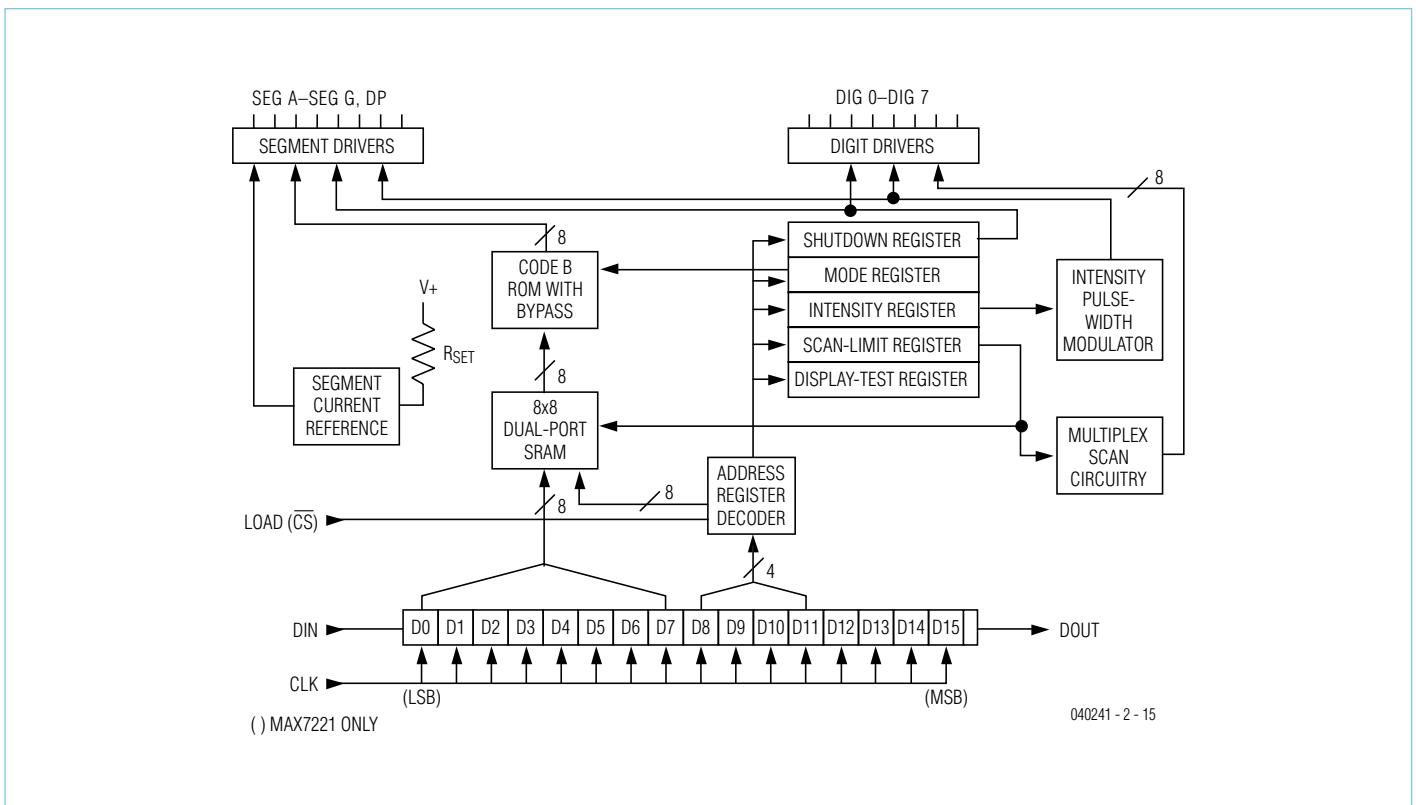 SEG A–SEG G, DP
SEGMENT DRIVERS
DIG 0–DIG 7
DIGIT DRIVERS
8
8
CODE B
ROM WITH
BYPASS
SHUTDOWN REGISTER
MODE REGISTER
INTENSITY REGISTER
SCAN-LIMIT REGISTER
DISPLAY-TEST REGISTER
INTENSITY
PULSE-
WIDTH
MODULATOR
V+
RSET
SEGMENT
CURRENT
REFERENCE
8
8x8
DUAL-PORT
SRAM
MULTIPLEX
SCAN
CIRCUITRY
ADDRESS
REGISTER
DECODER
8
8
LOAD (C̅S̅)
4
DIN
D0 D1 D2 D3 D4 D5 D6 D7 D8 D9 D10 D11 D12 D13 D14 D15
DOUT
CLK
(LSB)
(MSB)
( ) MAX7221 ONLY
040241 - 2 - 15